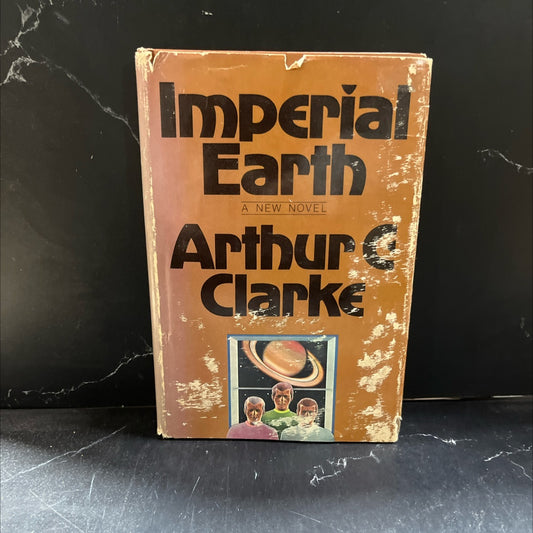 Imperial
Earth
A NEW NOVEL
Arthur C
Clarke